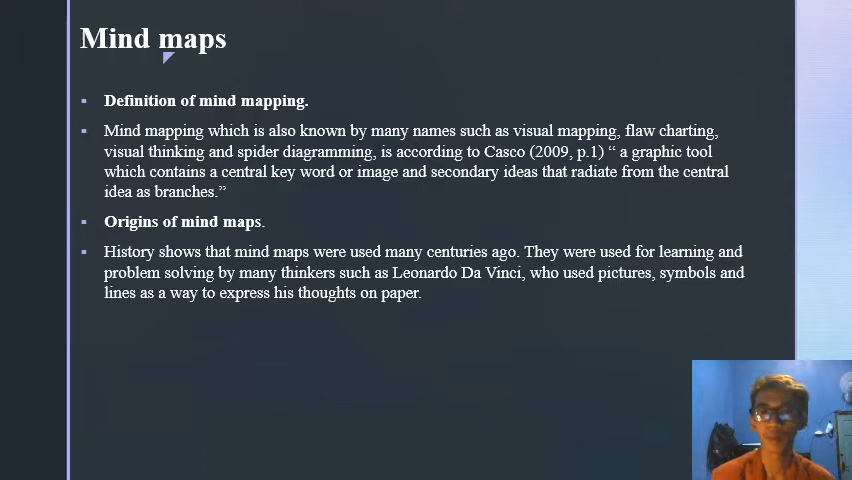 Mind maps
Definition of mind mapping.
Mind mapping which is also known by many names such as visual mapping, flaw charting,
visual thinking and spider diagramming, is according to Casco (2009, p.1) “ a graphic tool
which contains a central key word or image and secondary ideas that radiate from the central
idea as branches.”
Origins of mind maps.
History shows that mind maps were used many centuries ago. They were used for learning and
problem solving by many thinkers such as Leonardo Da Vinci, who used pictures, symbols and
lines as a way to express his thoughts on paper.